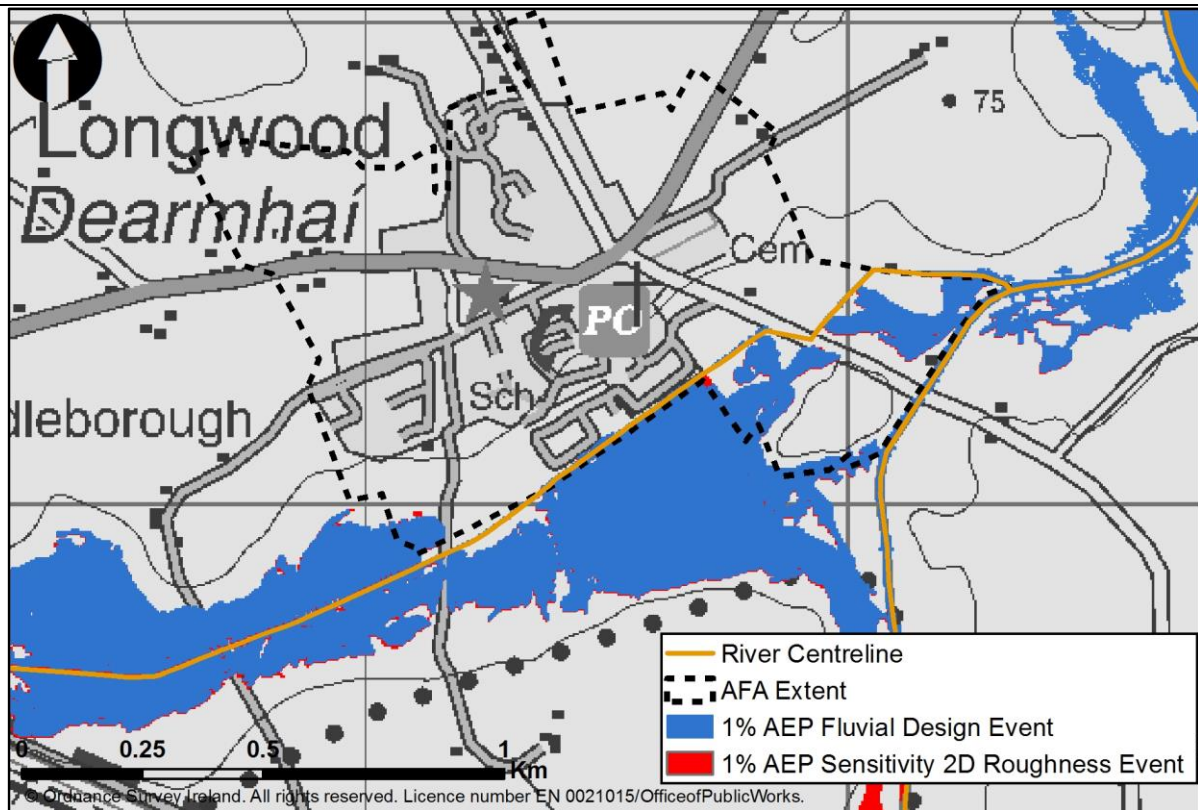 Longwood
Dearmhaí
75
Cem
PO
Sch
dleborough
River Centreline
AFA Extent
1% AEP Fluvial Design Event
1% AEP Sensitivity 2D Roughness Event
0 0.25 0.5 1
Km
© Ordnance Survey Ireland. All rights reserved. Licence number EN 0021015/OfficeofPublicWorks.